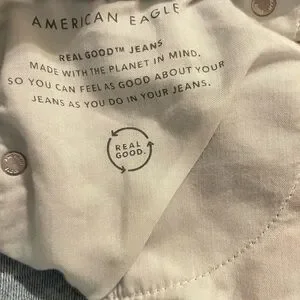 AMERICAN EAGLE
REAL GOOD™ JEANS
MADE WITH THE PLANET IN MIND.
SO YOU CAN FEEL AS GOOD ABOUT YOUR
JEANS AS YOU DO IN YOUR JEANS.
REAL
GOOD.